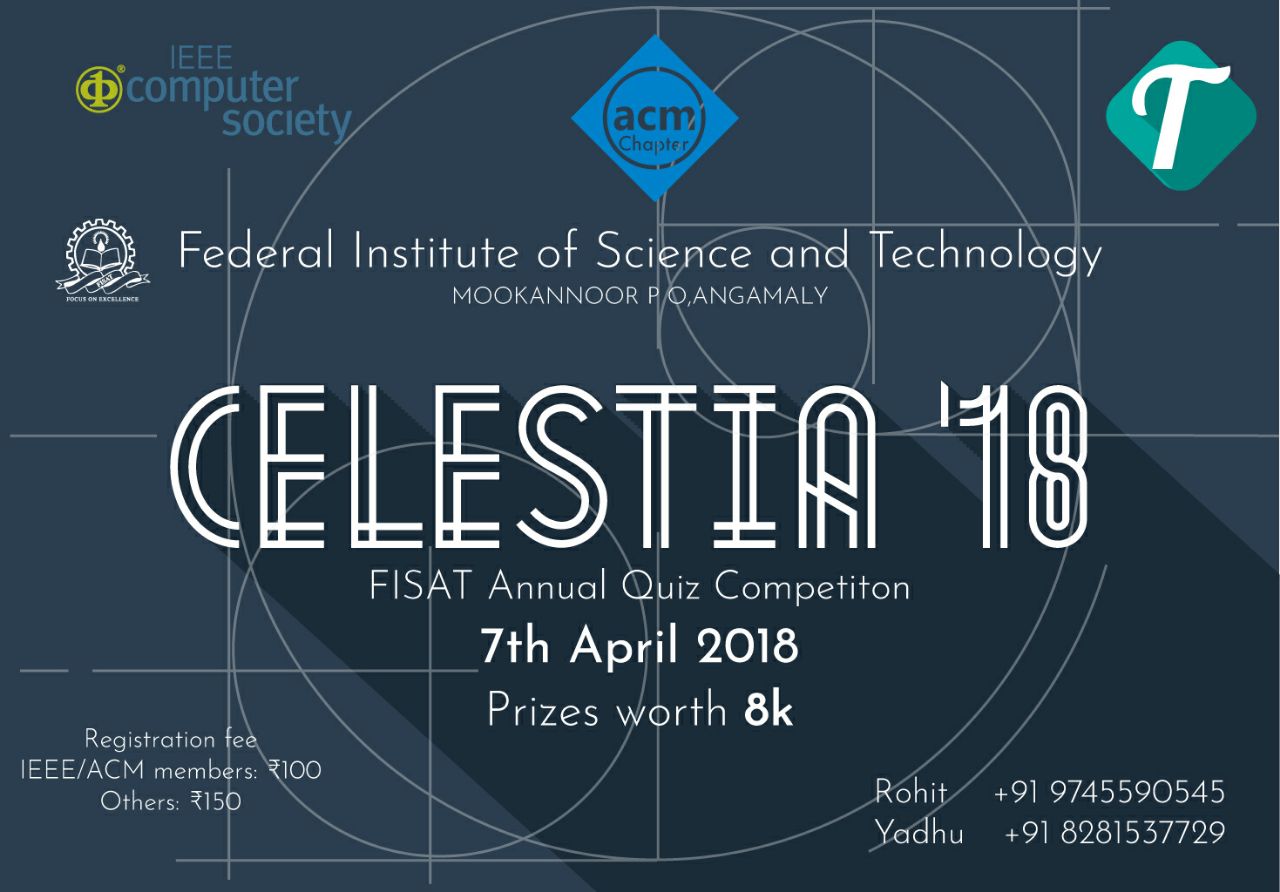 IEEE
computer
society
acm
Chapter
T
Federal Institute of Science and Technology
MOOKANNOOR P O,ANGAMALY
FISAT
FOCUS ON EXCELLENCE
CELESTIA '18
FISAT Annual Quiz Competiton
7th April 2018
Prizes worth 8k
Registration fee
IEEE/ACM members: ₹100
Others: ₹150
Rohit +91 9745590545
Yadhu +91 8281537729